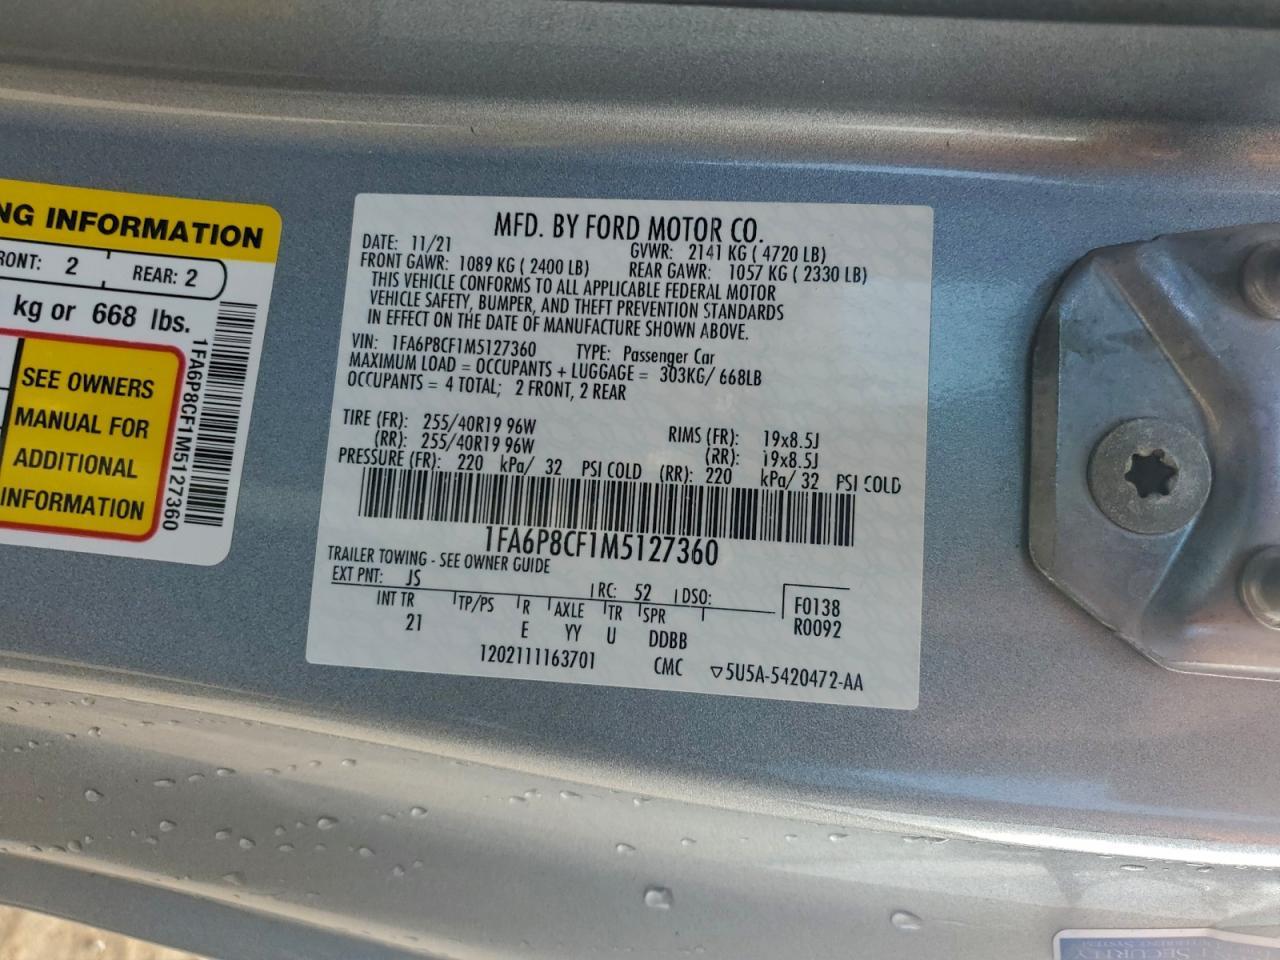 NG INFORMATION
RONT: 2 REAR: 2
kg or 668 lbs.
SEE OWNERS
MANUAL FOR
ADDITIONAL
INFORMATION
1FA6P8CF1M5127360
MFD. BY FORD MOTOR CO.
DATE: 11/21 GVWR: 2141 KG ( 4720 LB)
FRONT GAWR: 1089 KG ( 2400 LB) REAR GAWR: 1057 KG ( 2330 LB)
THIS VEHICLE CONFORMS TO ALL APPLICABLE FEDERAL MOTOR
VEHICLE SAFETY, BUMPER, AND THEFT PREVENTION STANDARDS
IN EFFECT ON THE DATE OF MANUFACTURE SHOWN ABOVE.
VIN: 1FA6P8CF1M5127360 TYPE: Passenger Car
MAXIMUM LOAD = OCCUPANTS + LUGGAGE = 303KG/ 668LB
OCCUPANTS = 4 TOTAL; 2 FRONT, 2 REAR
TIRE (FR): 255/40R19 96W RIMS (FR): 19x8.5J
(RR): 255/40R19 96W (RR): 19x8.5J
PRESSURE (FR): 220 kPa/ 32 PSI COLD (RR): 220 kPa/ 32 PSI COLD
1FA6P8CF1M5127360
TRAILER TOWING - SEE OWNER GUIDE
EXT PNT: JS RC: 52 DSO: F0138
INT TR TP/PS R AXLE TR SPR R0092
21 E YY U DDBB
1202111163701 CMC ▽5U5A-5420472-AA
SECURITY